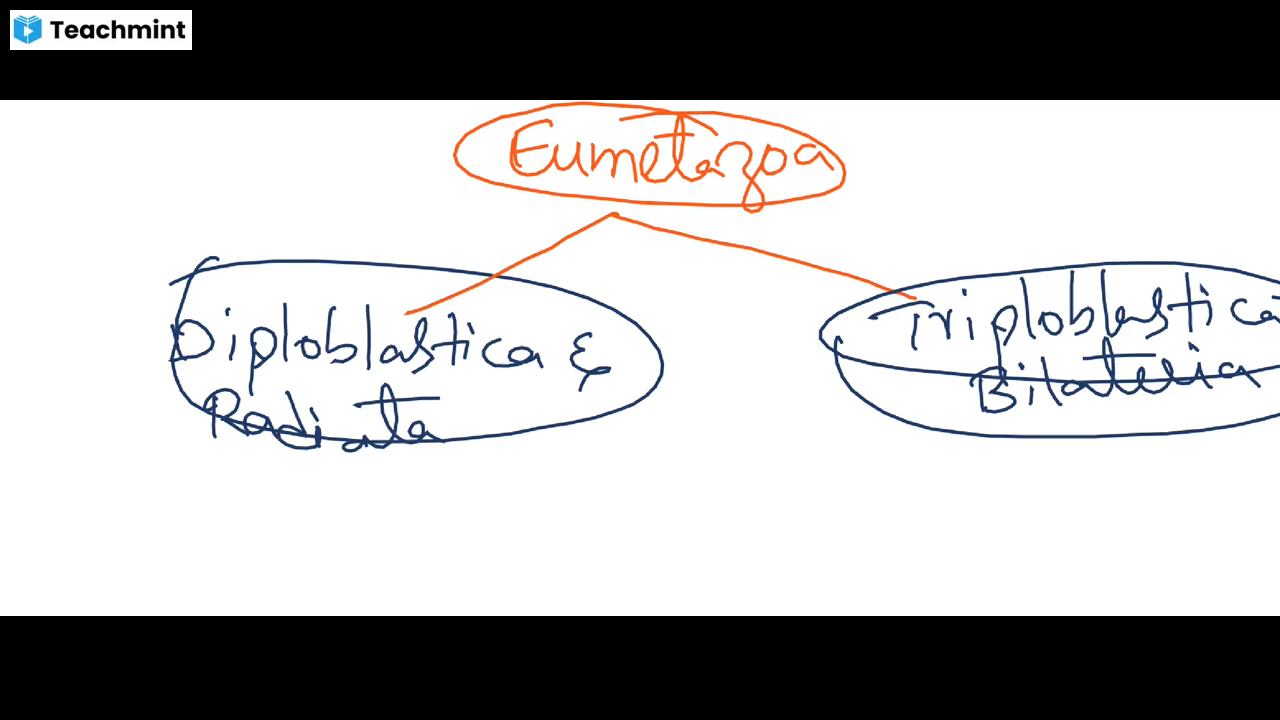 Teachmint
Eumetazoa
Diploblastica &
Radiata
Triploblastica
Bilateria